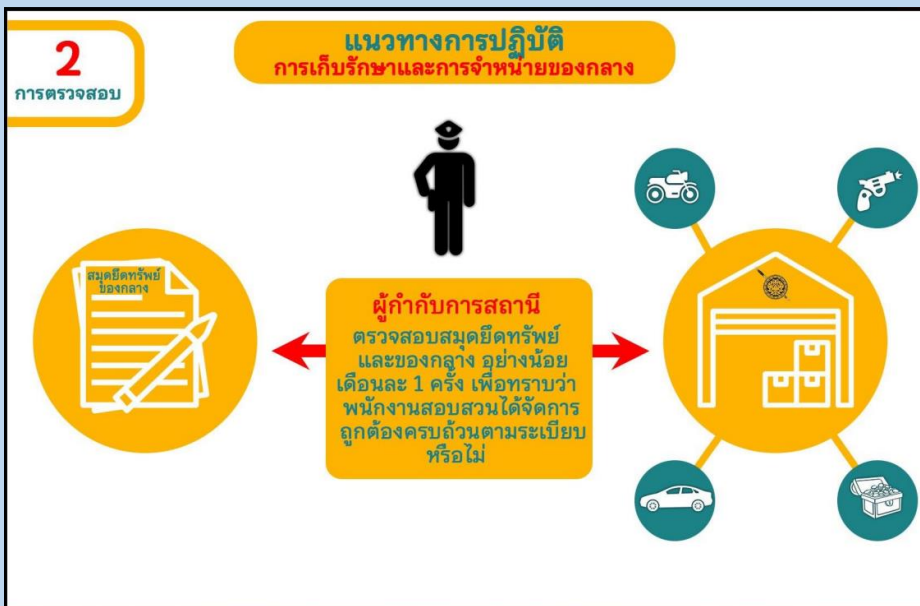 2
การตรวจสอบ
แนวทางการปฏิบัติ
การเก็บรักษาและการจำหน่ายของกลาง
สมุดยึดทรัพย์
ของกลาง
ผู้กำกับการสถานี
ตรวจสอบสมุดยึดทรัพย์
และของกลาง อย่างน้อย
เดือนละ 1 ครั้ง เพื่อทราบว่า
พนักงานสอบสวนได้จัดการ
ถูกต้องครบถ้วนตามระเบียบ
หรือไม่